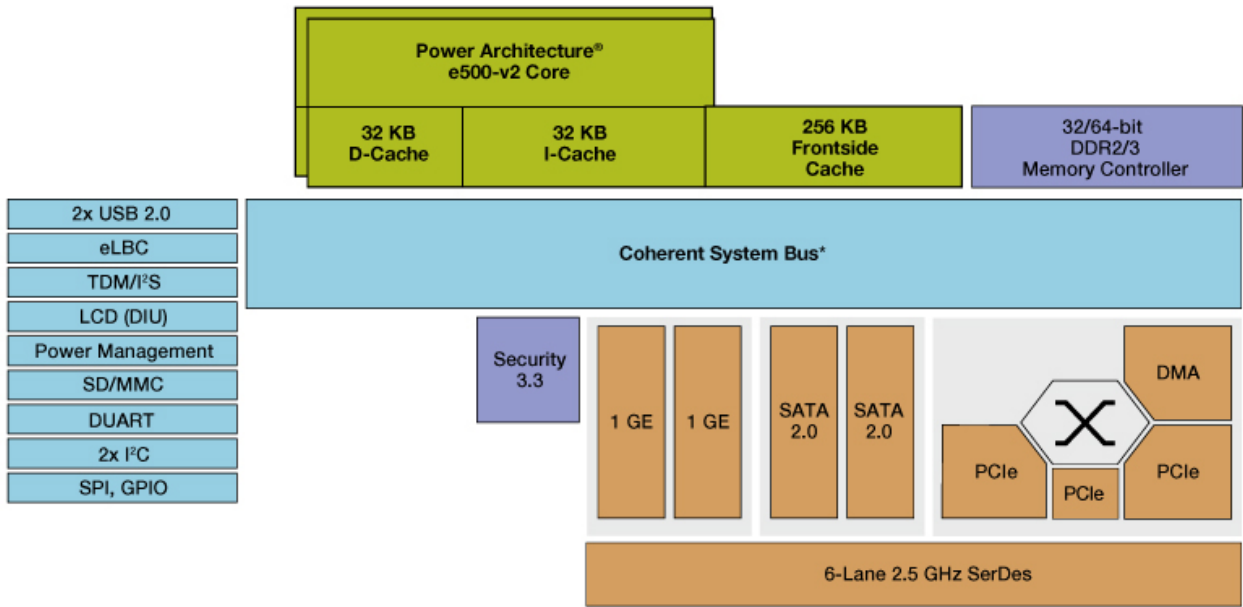 Power Architecture®
e500-v2 Core
32 KB
D-Cache
32 KB
I-Cache
256 KB
Frontside
Cache
32/64-bit
DDR2/3
Memory Controller
2x USB 2.0
eLBC
TDM/I²S
LCD (DIU)
Power Management
SD/MMC
DUART
2x I²C
SPI, GPIO
Coherent System Bus*
Security
3.3
1 GE
1 GE
SATA
2.0
SATA
2.0
DMA
PCIe
PCIe
PCIe
6-Lane 2.5 GHz SerDes